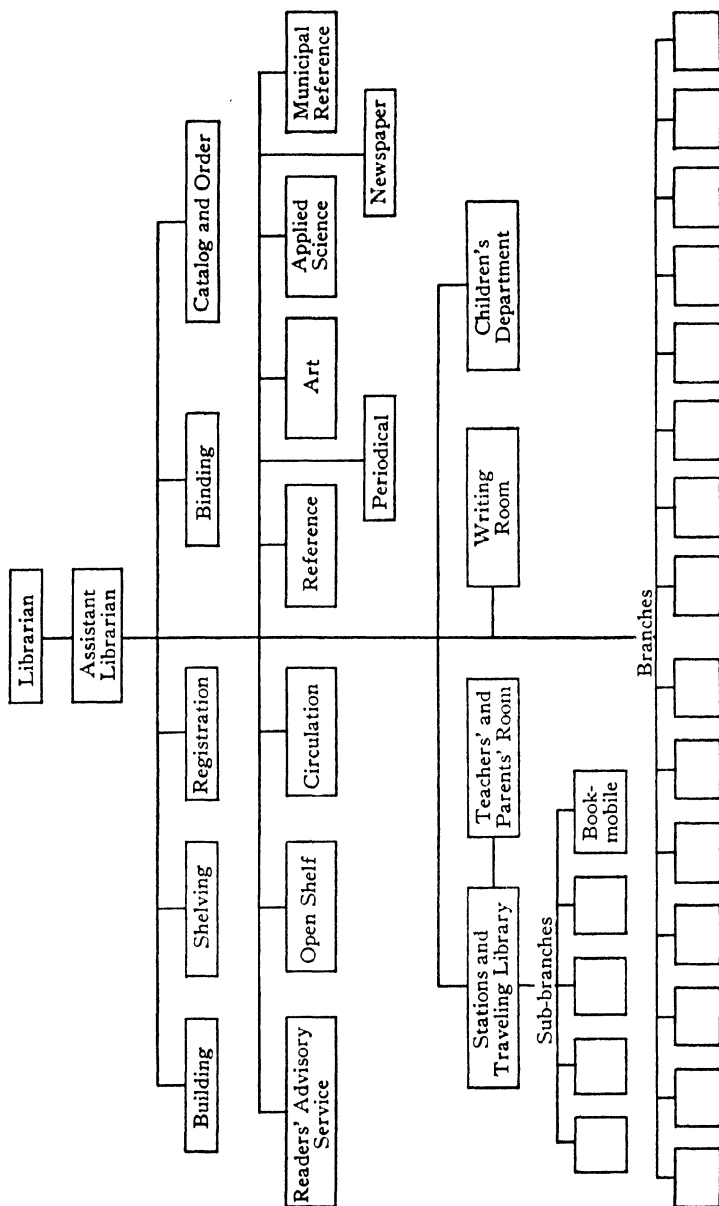 Librarian
Assistant
Librarian
Building
Shelving
Registration
Binding
Catalog and Order
Readers' Advisory
Service
Open Shelf
Circulation
Reference
Art
Applied
Science
Municipal
Reference
Periodical
Newspaper
Stations and
Traveling Library
Teachers' and
Parents' Room
Writing
Room
Children's
Department
Sub-branches
Book-
mobile
Branches